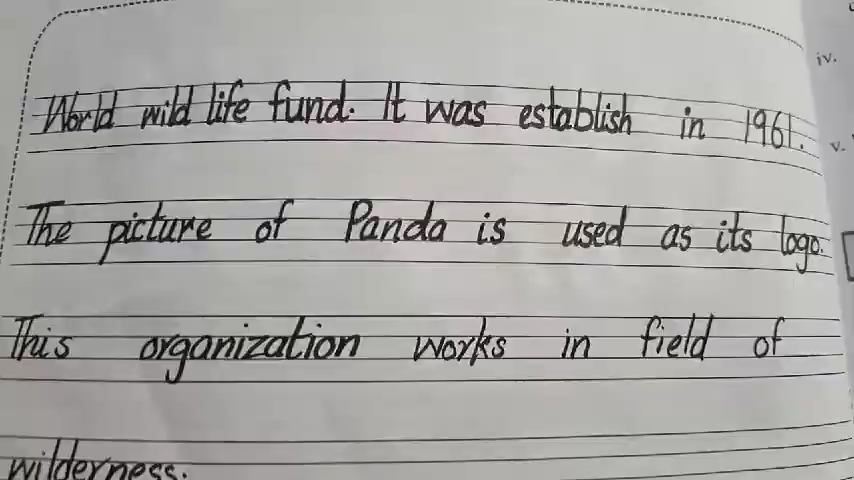 World wild life fund. It was establish in 1961.
iv.
v.
The picture of Panda is used as its logo.
This organization works in field of
wilderness.